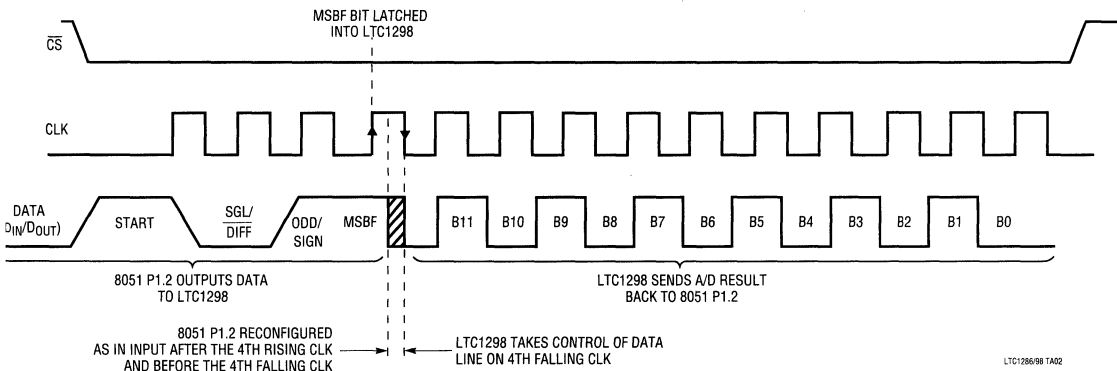 MSBF BIT LATCHED
INTO LTC1298
CS
CLK
DATA
DIN/DOUT)
START
SGL/
DIFF
ODD/
SIGN
MSBF
B11
B10
B9
B8
B7
B6
B5
B4
B3
B2
B1
B0
8051 P1.2 OUTPUTS DATA
TO LTC1298
LTC1298 SENDS A/D RESULT
BACK TO 8051 P1.2
8051 P1.2 RECONFIGURED
AS IN INPUT AFTER THE 4TH RISING CLK
AND BEFORE THE 4TH FALLING CLK
LTC1298 TAKES CONTROL OF DATA
LINE ON 4TH FALLING CLK
LTC1286/98 TA02